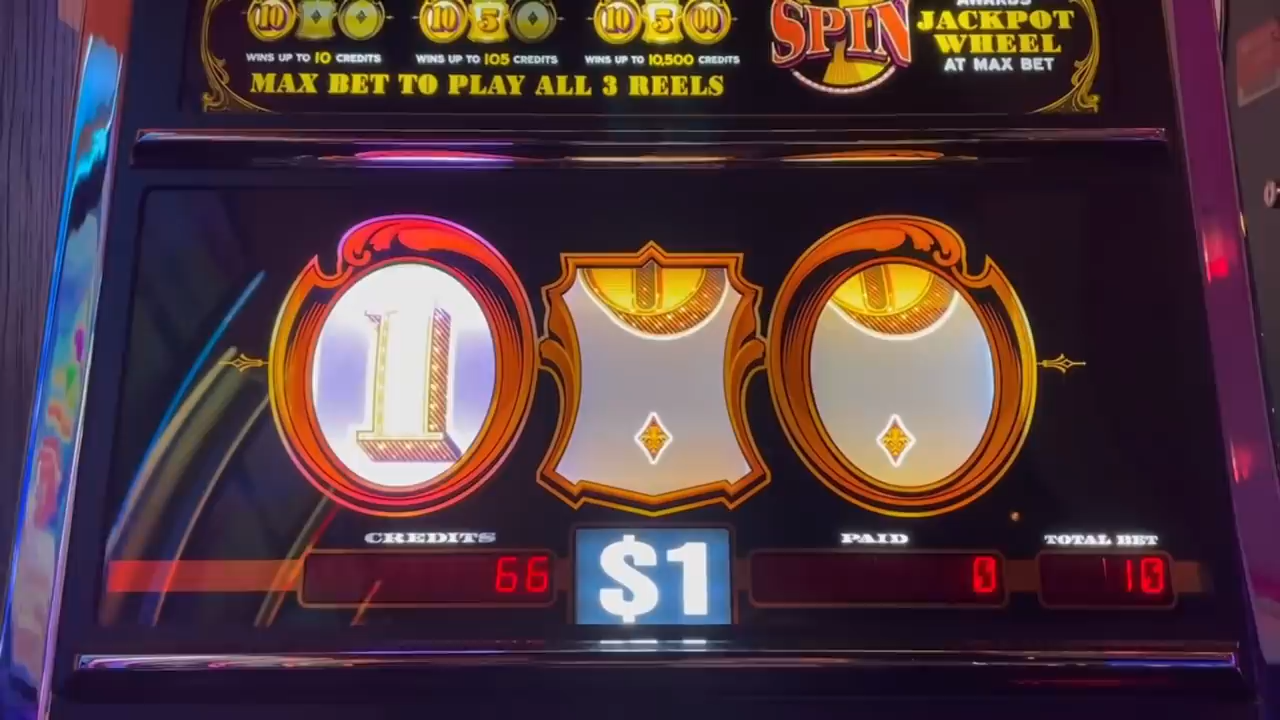 10
10 5
10 5 00
WINS UP TO 10 CREDITS
WINS UP TO 105 CREDITS
WINS UP TO 10,500 CREDITS
MAX BET TO PLAY ALL 3 REELS
SPIN
AWARDS
JACKPOT
WHEEL
AT MAX BET
1
CREDITS
66
$1
PAID
0
TOTAL BET
10